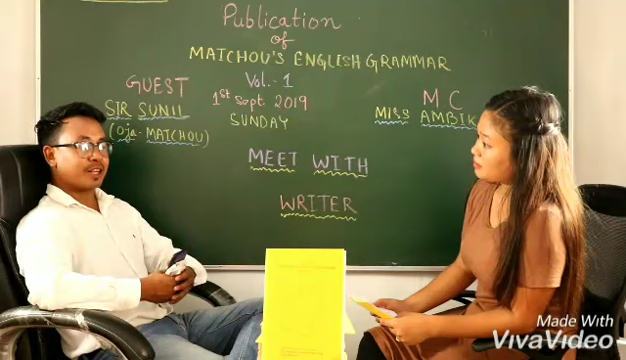 Publication
of
MATCHOU'S ENGLISH GRAMMAR
Vol.-1
1st Sept. 2019
SUNDAY
GUEST
SIR SUNIL
(Oja-MATCHOU)
M C
MISS AMBIK
MEET WITH
WRITER
Made With
VivaVideo